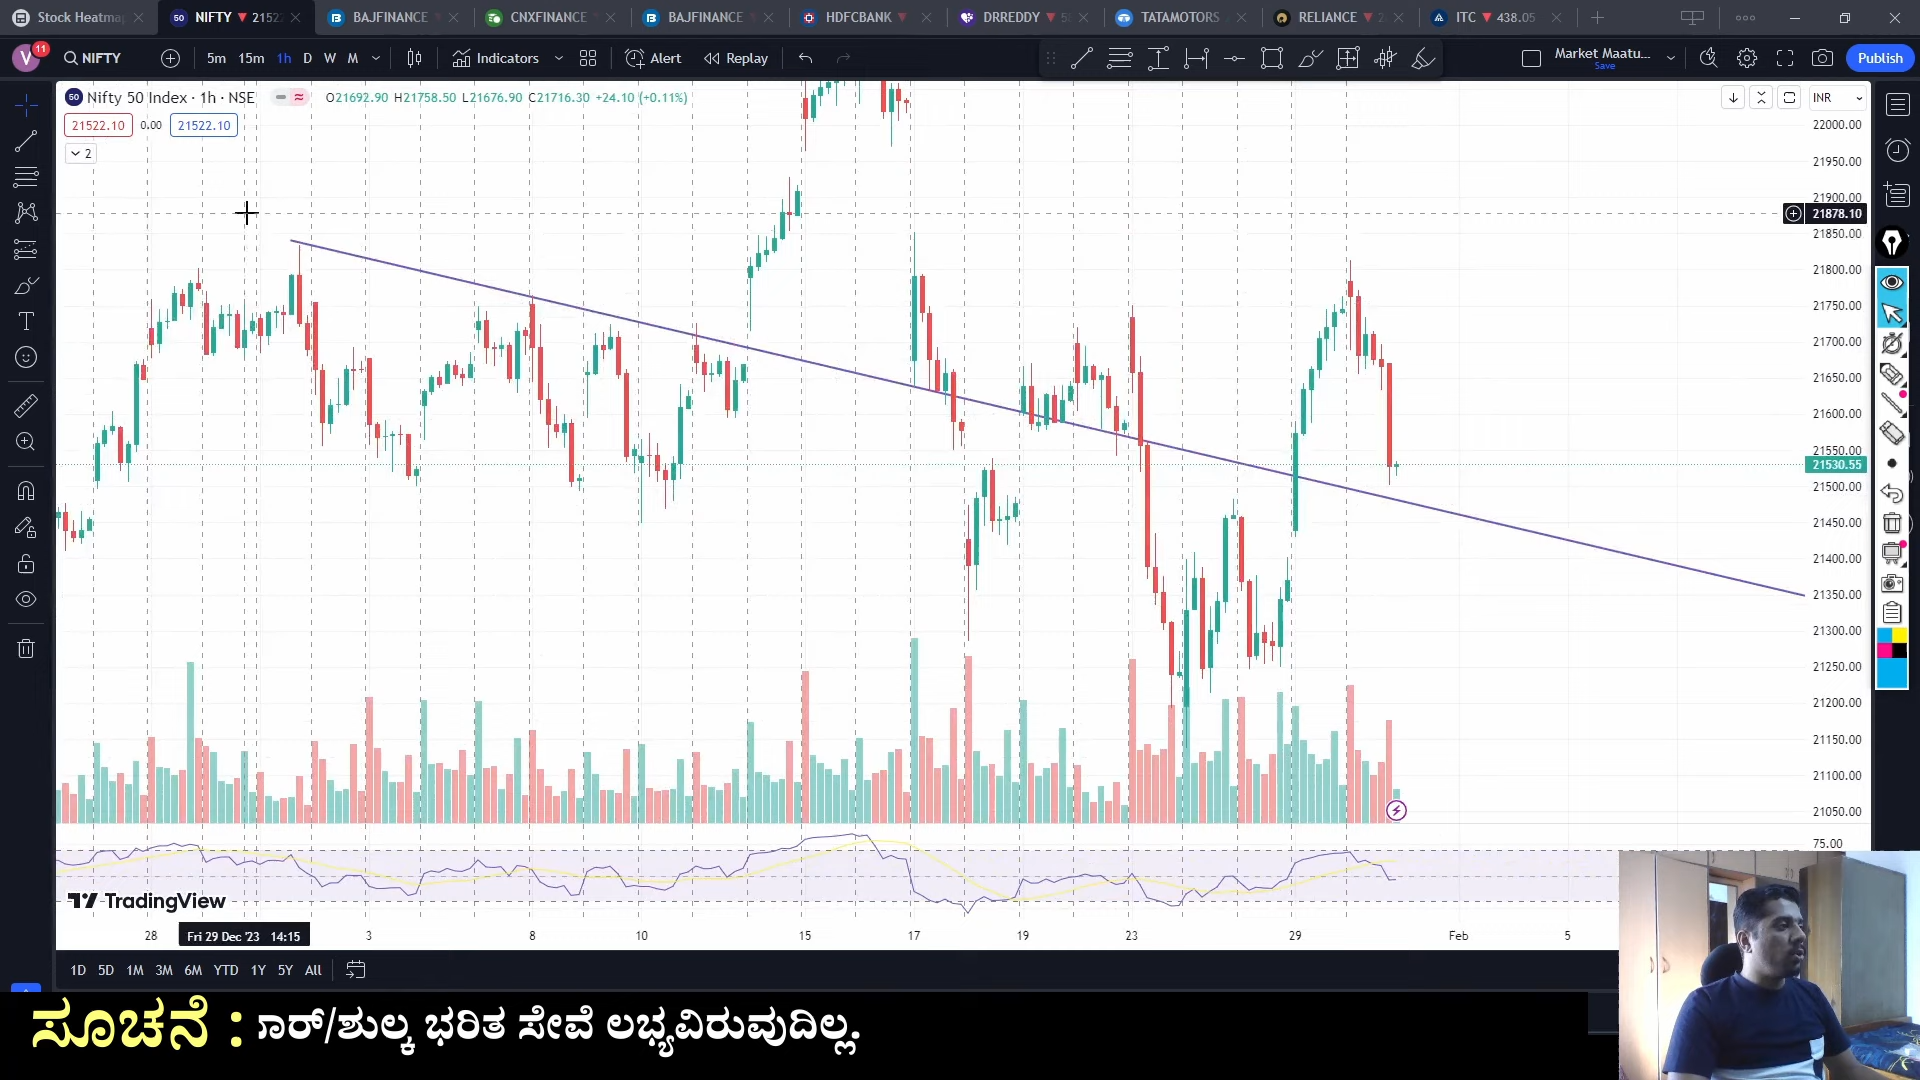 Stock Heatmap
NIFTY ▼ 2152
BAJFINANCE
CNXFINANCE
BAJFINANCE
HDFCBANK ▼
DRREDDY ▼
TATAMOTORS
RELIANCE ▼
ITC ▼ 438.05
V 11
NIFTY
5m 15m 1h D W M
Indicators
Alert
Replay
Market Maatu...
Save
Publish
Nifty 50 Index · 1h · NSE
O21692.90 H21758.50 L21676.90 C21716.30 +24.10 (+0.11%)
INR
21522.10 0.00 21522.10
2
22000.00
21950.00
21900.00
21878.10
21850.00
21800.00
21750.00
21700.00
21650.00
21600.00
21550.00
21530.55
21500.00
21450.00
21400.00
21350.00
21300.00
21250.00
21200.00
21150.00
21100.00
21050.00
75.00
TradingView
28 Fri 29 Dec '23 14:15 3 8 10 15 17 19 23 29 Feb 5
1D 5D 1M 3M 6M YTD 1Y 5Y All
ಸೂಚನೆ : ಾರ್/ಶುಲ್ಕ ಭರಿತ ಸೇವೆ ಲಭ್ಯವಿರುವುದಿಲ್ಲ.